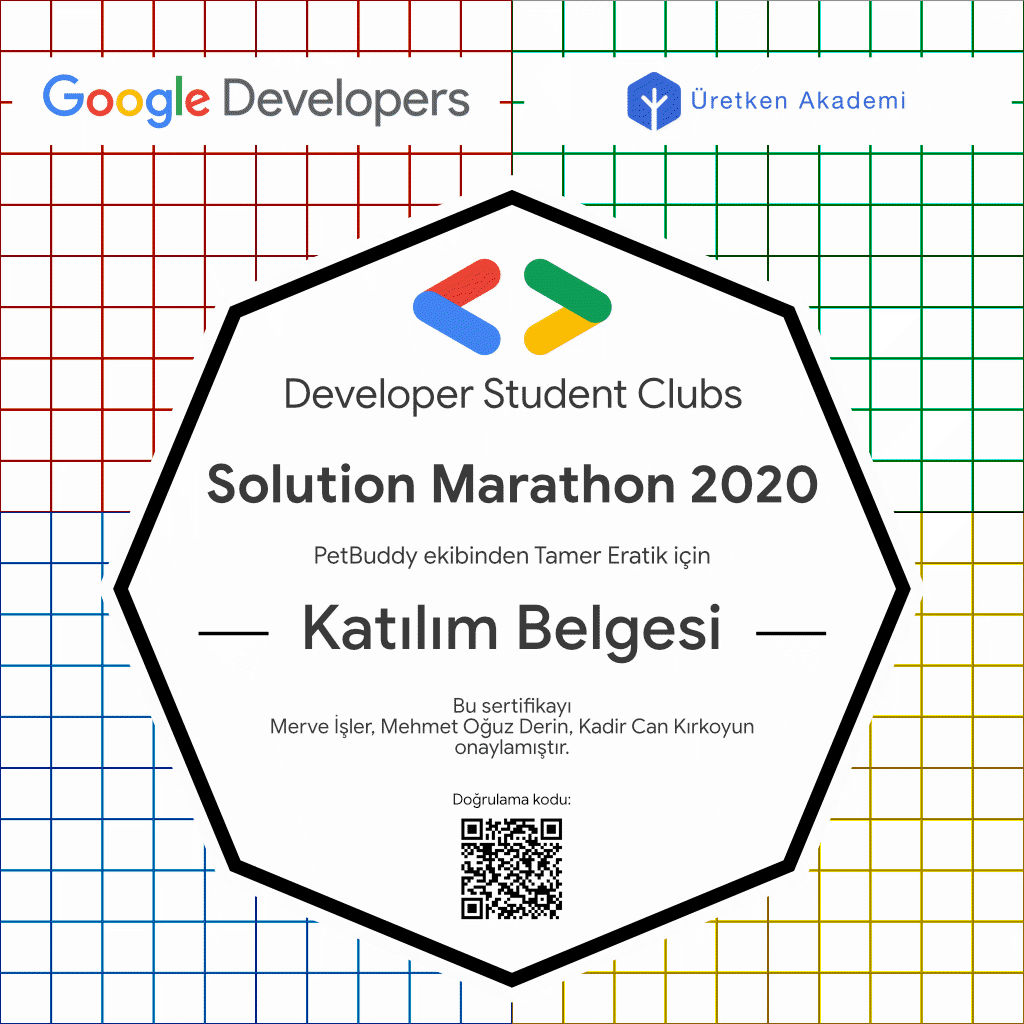 Google Developers
Üretken Akademi
Developer Student Clubs
Solution Marathon 2020
PetBuddy ekibinden Tamer Eratik için
Katılım Belgesi
Bu sertifikayı
Merve İşler, Mehmet Oğuz Derin, Kadir Can Kırkoyun
onaylamıştır.
Doğrulama kodu: